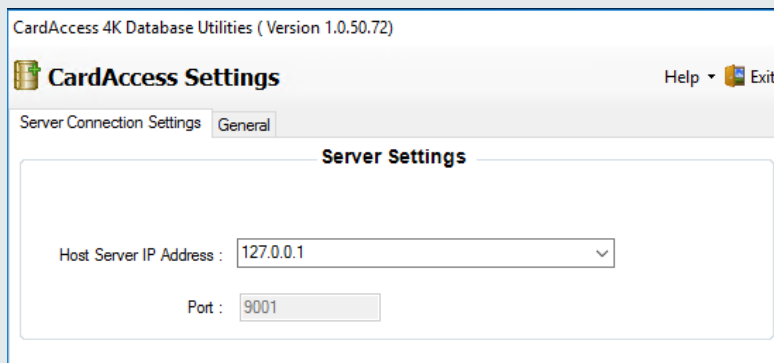 CardAccess 4K Database Utilities ( Version 1.0.50.72)
CardAccess Settings
Help
Exit
Server Connection Settings
General
Server Settings
Host Server IP Address :
127.0.0.1
Port :
9001